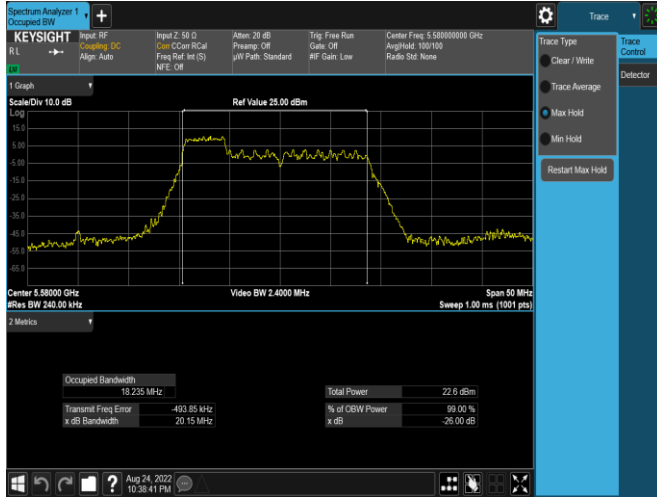 Spectrum Analyzer 1
Occupied BW
+
Trace
KEYSIGHT
R L
LXI
Input: RF
Coupling: DC
Align: Auto
Input Z: 50 Ω
Corr CCorr RCal
Freq Ref: Int (S)
NFE: Off
Atten: 20 dB
Preamp: Off
µW Path: Standard
Trig: Free Run
Gate: Off
#IF Gain: Low
Center Freq: 5.580000000 GHz
Avg|Hold: 100/100
Radio Std: None
Trace Type
Clear / Write
Trace Average
Max Hold
Min Hold
Restart Max Hold
Trace
Control
Detector
1 Graph
Scale/Div 10.0 dB
Ref Value 25.00 dBm
Log
15.0
5.00
-5.00
-15.0
-25.0
-35.0
-45.0
-55.0
-65.0
Center 5.58000 GHz
Video BW 2.4000 MHz
Span 50 MHz
#Res BW 240.00 kHz
Sweep 1.00 ms (1001 pts)
2 Metrics
Occupied Bandwidth
18.235 MHz
Total Power 22.6 dBm
Transmit Freq Error -493.85 kHz
% of OBW Power 99.00 %
x dB Bandwidth 20.15 MHz
x dB -26.00 dB
?
Aug 24, 2022
10:38:41 PM